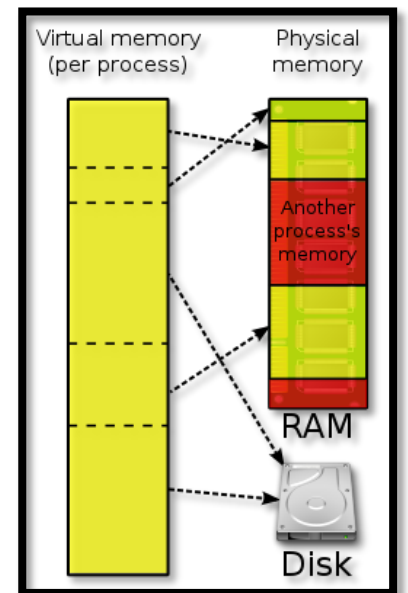 Virtual memory
(per process)
Physical
memory
Another
process's
memory
RAM
Disk